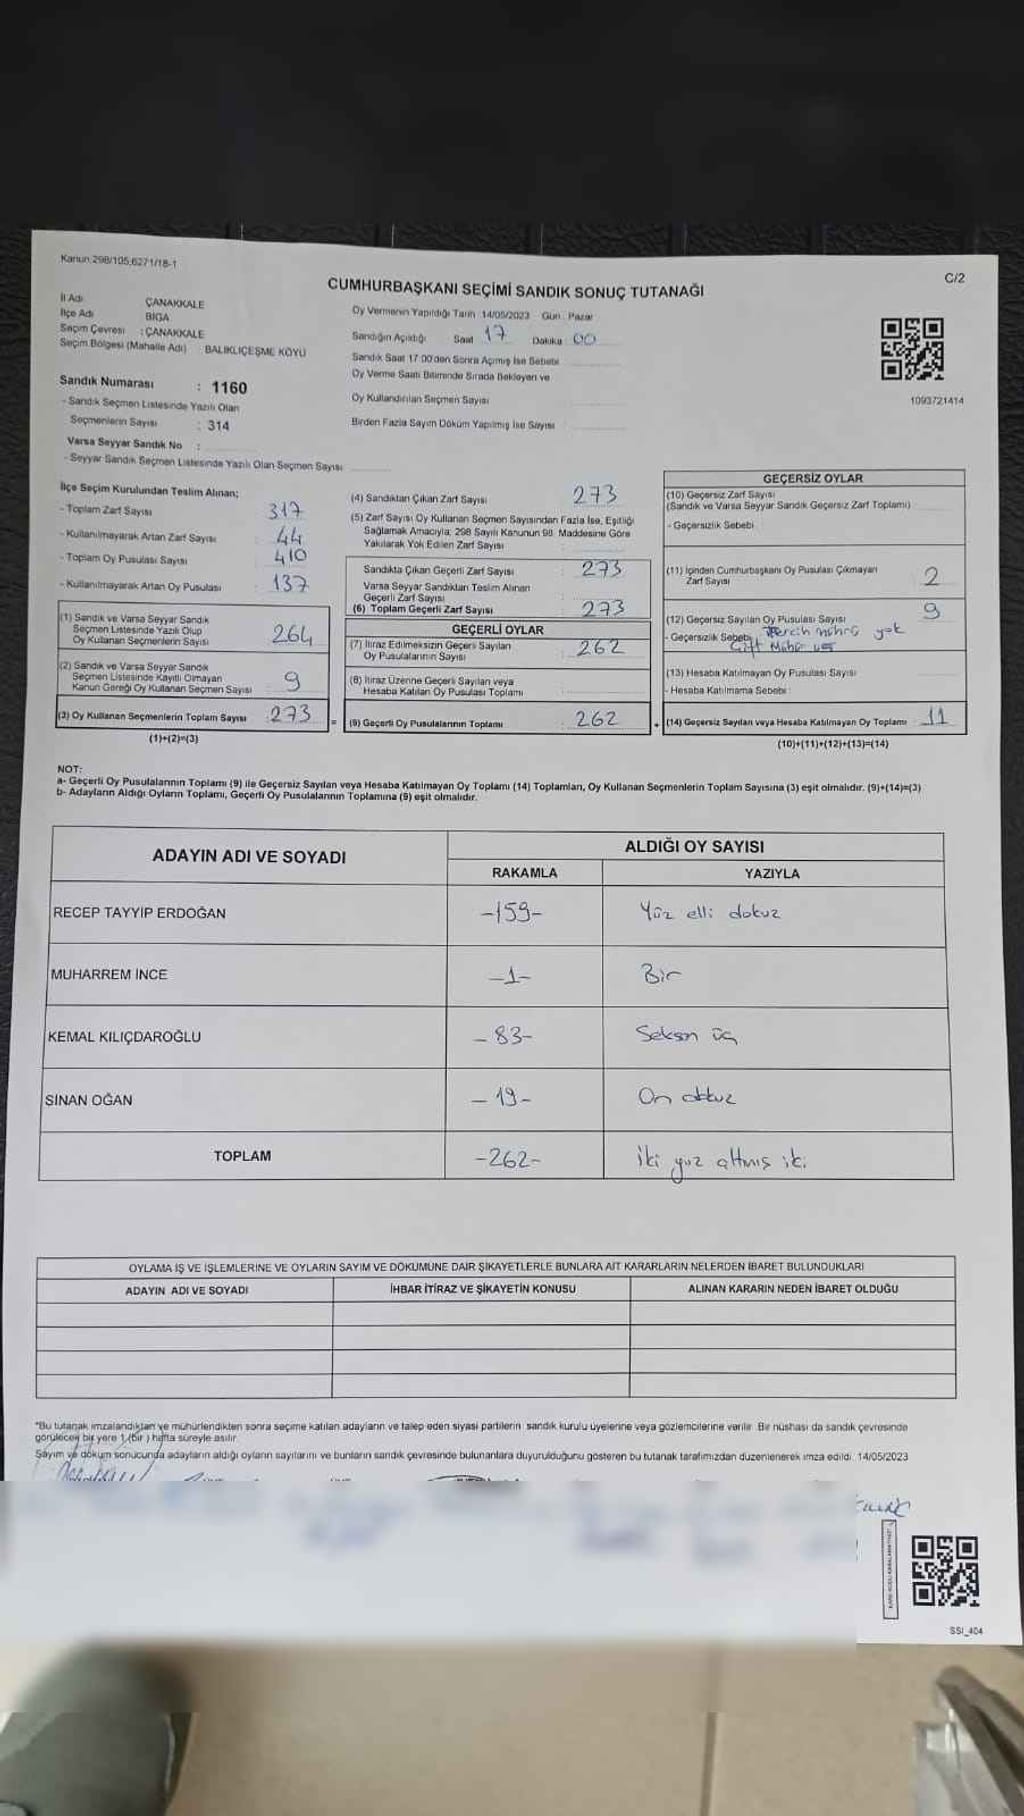 Kanun:298/105,6271/18-1
C/2
CUMHURBAŞKANI SEÇİMİ SANDIK SONUÇ TUTANAĞI
İl Adı ÇANAKKALE
İlçe Adı BİGA
Seçim Çevresi : ÇANAKKALE
Seçim Bölgesi (Mahalle Adı) BALIKLIÇEŞME KÖYÜ
Sandık Numarası : 1160
- Sandık Seçmen Listesinde Yazılı Olan
Seçmenlerin Sayısı : 314
Varsa Seyyar Sandık No :
- Seyyar Sandık Seçmen Listesinde Yazılı Olan Seçmen Sayısı
Oy Vermenin Yapıldığı Tarih 14/05/2023 Gün : Pazar
Sandığın Açıldığı Saat 17 Dakika 00
Sandık Saat 17:00'den Sonra Açımış İse Sebebi
Oy Verme Saati Bitiminde Sırada Bekleyen ve
Oy Kullandırılan Seçmen Sayısı
Birden Fazla Sayım Döküm Yapılmış İse Sayısı
1093721414
İlçe Seçim Kurulundan Teslim Alınan;
- Toplam Zarf Sayısı 317
- Kullanılmayarak Artan Zarf Sayısı 44
- Toplam Oy Pusulası Sayısı 410
- Kullanılmayarak Artan Oy Pusulası 137
(1) Sandık ve Varsa Seyyar Sandık
Seçmen Listesinde Yazılı Olup
Oy Kullanan Seçmenlerin Sayısı 264
(2) Sandık ve Varsa Seyyar Sandık
Seçmen Listesinde Kayıtlı Olmayan
Kanun Gereği Oy Kullanan Seçmen Sayısı 9
(3) Oy Kullanan Seçmenlerin Toplam Sayısı : 273
(1)+(2)=(3)
(4) Sandıktan Çıkan Zarf Sayısı 273
(5) Zarf Sayısı Oy Kullanan Seçmen Sayısından Fazla İse, Eşitliği
Sağlamak Amacıyla; 298 Sayılı Kanunun 98. Maddesine Göre
Yakılarak Yok Edilen Zarf Sayısı :
Sandıkta Çıkan Geçerli Zarf Sayısı : 273
Varsa Seyyar Sandıktan Teslim Alınan
Geçerli Zarf Sayısı
(6) Toplam Geçerli Zarf Sayısı : 273
GEÇERLİ OYLAR
(7) İtiraz Edilmeksizin Geçerli Sayılan
Oy Pusulalarının Sayısı : 262
(8) İtiraz Üzerine Geçerli Sayılan veya
Hesaba Katılan Oy Pusulası Toplamı
= (9) Geçerli Oy Pusulalarının Toplamı : 262
GEÇERSİZ OYLAR
(10) Geçersiz Zarf Sayısı
(Sandık ve Varsa Seyyar Sandık Geçersiz Zarf Toplamı)
- Geçersizlik Sebebi
(11) İçinden Cumhurbaşkanı Oy Pusulası Çıkmayan
Zarf Sayısı 2
(12) Geçersiz Sayılan Oy Pusulası Sayısı 9
- Geçersizlik Sebebi Tercih mührü yok
Çift Mühür var
(13) Hesaba Katılmayan Oy Pusulası Sayısı
- Hesaba Katılmama Sebebi :
+ (14) Geçersiz Sayılan veya Hesaba Katılmayan Oy Toplamı 11
(10)+(11)+(12)+(13)=(14)
NOT:
a- Geçerli Oy Pusulalarının Toplamı (9) ile Geçersiz Sayılan veya Hesaba Katılmayan Oy Toplamı (14) Toplamları, Oy Kullanan Seçmenlerin Toplam Sayısına (3) eşit olmalıdır. (9)+(14)=(3)
b- Adayların Aldığı Oyların Toplamı, Geçerli Oy Pusulalarının Toplamına (9) eşit olmalıdır.
ADAYIN ADI VE SOYADI
ALDIĞI OY SAYISI
RAKAMLA YAZIYLA
RECEP TAYYİP ERDOĞAN -159- Yüz elli dokuz
MUHARREM İNCE -1- Bir
KEMAL KILIÇDAROĞLU -83- Seksen üç
SİNAN OĞAN -19- On dokuz
TOPLAM -262- İki yüz altmış iki
OYLAMA İŞ VE İŞLEMLERİNE VE OYLARIN SAYIM VE DÖKÜMÜNE DAİR ŞİKAYETLERLE BUNLARA AİT KARARLARIN NELERDEN İBARET BULUNDUKLARI
ADAYIN ADI VE SOYADI İHBAR İTİRAZ VE ŞİKAYETİN KONUSU ALINAN KARARIN NEDEN İBARET OLDUĞU
*Bu tutanak imzalandıktan ve mühürlendikten sonra seçime katılan adayların ve talep eden siyasi partilerin sandık kurulu üyelerine veya gözlemcilerine verilir. Bir nüshası da sandık çevresinde
görülecek bir yere 1 (bir) hafta süreyle asılır.
Sayım ve döküm sonucunda adayların aldığı oyların sayılarını ve bunların sandık çevresinde bulunanlara duyurulduğunu gösteren bu tutanak tarafımızdan düzenlenerek imza edildi. 14/05/2023
SSI_404